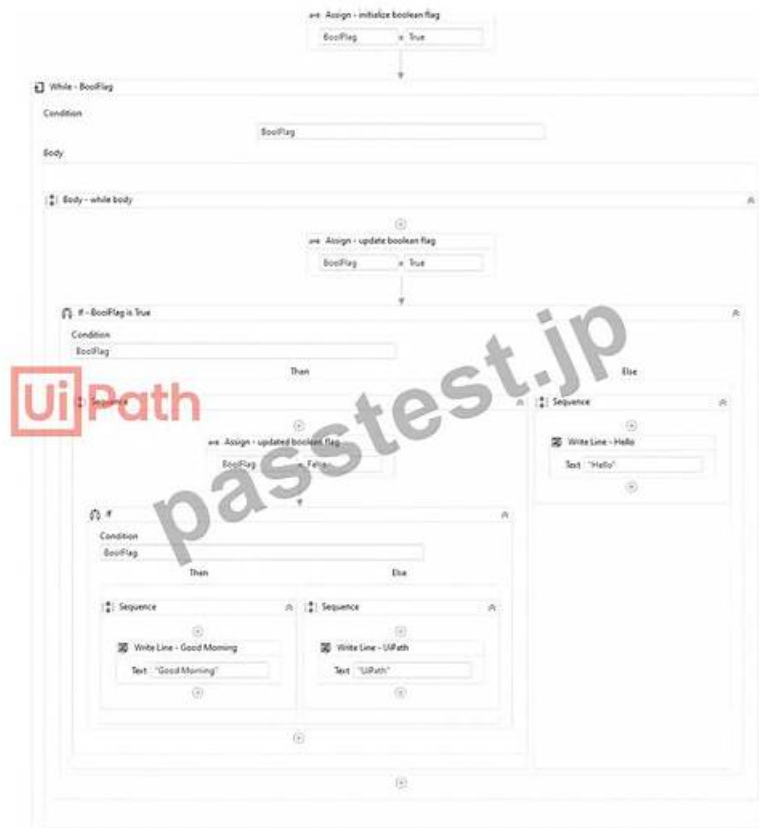 Assign - initialize boolean flag
BoolFlag = True
While - BoolFlag
Condition
BoolFlag
Body
Body - while body
Assign - update boolean flag
BoolFlag = True
If - BoolFlag is True
Condition
BoolFlag
Then Else
UiPath
passtest.jp
Sequence Sequence
Assign - updated boolean flag
BoolFlag = False
Write Line - Hello
Text "Hello"
If
Condition
BoolFlag
Then Else
Sequence Sequence
Write Line - Good Morning Write Line - UiPath
Text "Good Morning" Text "UiPath"